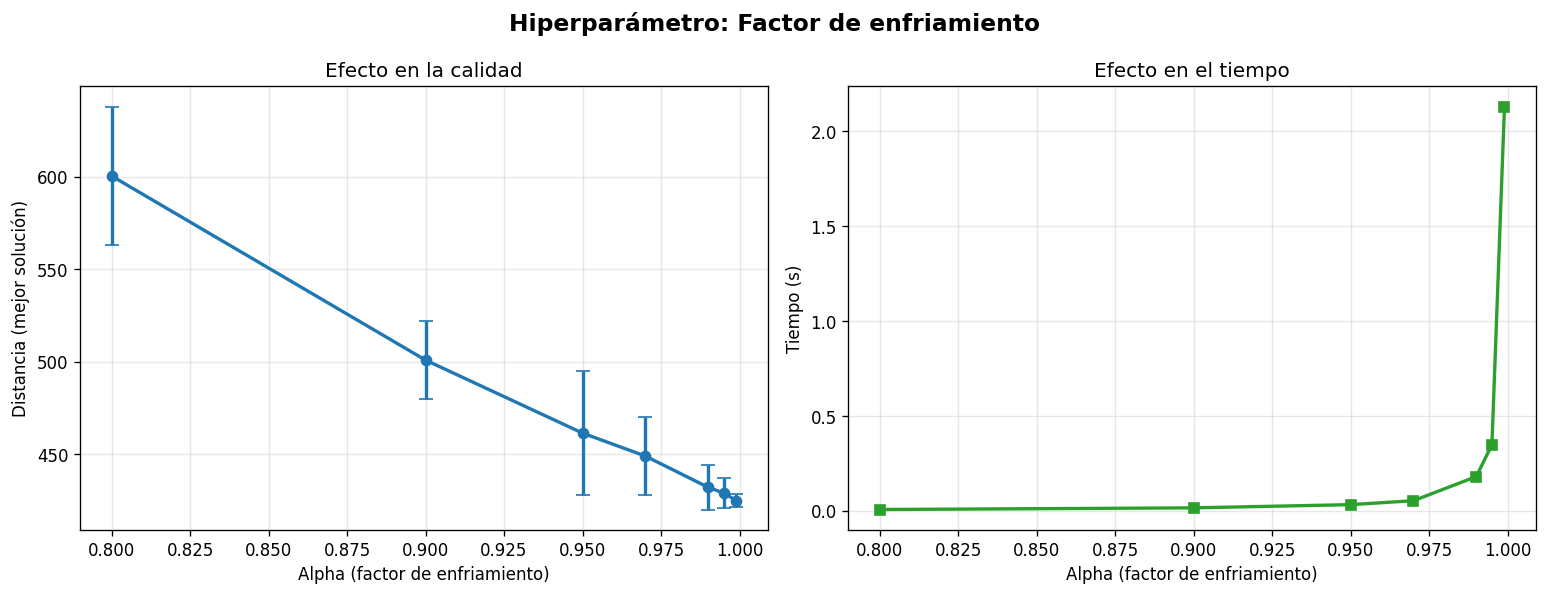 Hiperparámetro: Factor de enfriamiento
Efecto en la calidad
Distancia (mejor solución)
600
550
500
450
0.800 0.825 0.850 0.875 0.900 0.925 0.950 0.975 1.000
Alpha (factor de enfriamiento)
Efecto en el tiempo
Tiempo (s)
2.0
1.5
1.0
0.5
0.0
0.800 0.825 0.850 0.875 0.900 0.925 0.950 0.975 1.000
Alpha (factor de enfriamiento)